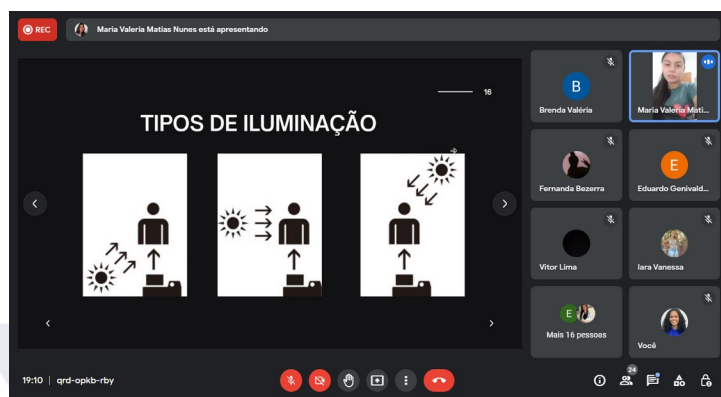 REC
Maria Valeria Matias Nunes está apresentando
16
TIPOS DE ILUMINAÇÃO
B
Brenda Valéria
Maria Valeria Mati...
Fernanda Bezerra
E
Eduardo Genivald...
Vitor Lima
Iara Vanessa
E
Mais 16 pessoas
Você
19:10 | qrd-opkb-rby
24